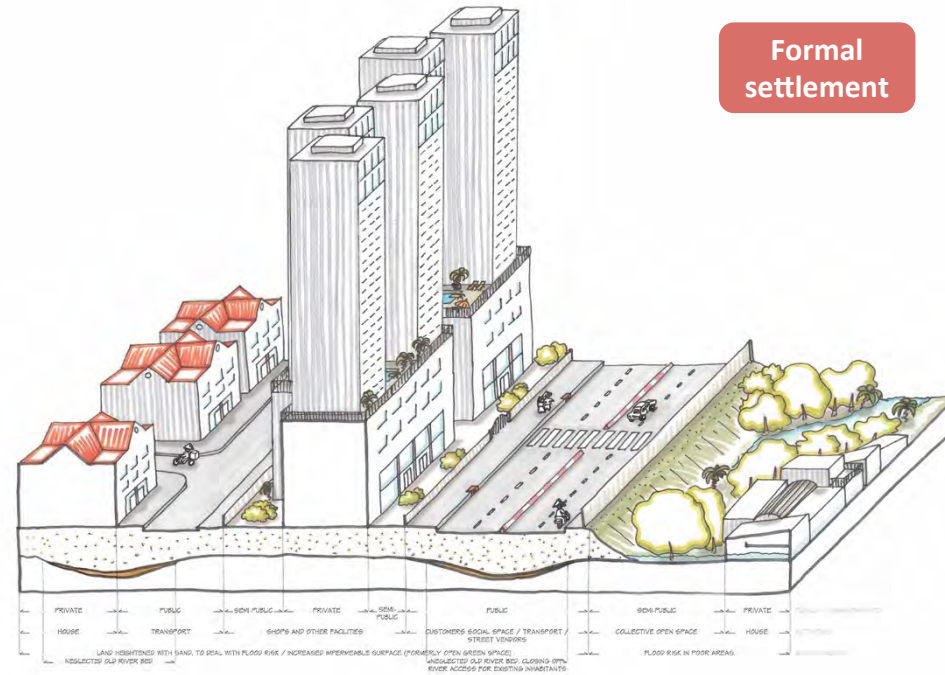 Formal
settlement
PRIVATE PUBLIC SEMI-PUBLIC PRIVATE SEMI-PUBLIC PUBLIC SEMI-PUBLIC PRIVATE
HOUSE TRANSPORT SHOPS AND OTHER FACILITIES CUSTOMERS SOCIAL SPACE / TRANSPORT / STREET VENDORS COLLECTIVE OPEN SPACE HOUSE
LAND HEIGHTENED WITH SAND, TO DEAL WITH FLOOD RISK / INCREASED IMPERMEABLE SURFACE (FORMERLY OPEN GREEN SPACE) FLOOD RISK IN POOR AREAS
NEGLECTED OLD RIVER BED NEGLECTED OLD RIVER BED, CLOSING OFF RIVER ACCESS FOR EXISTING INHABITANTS